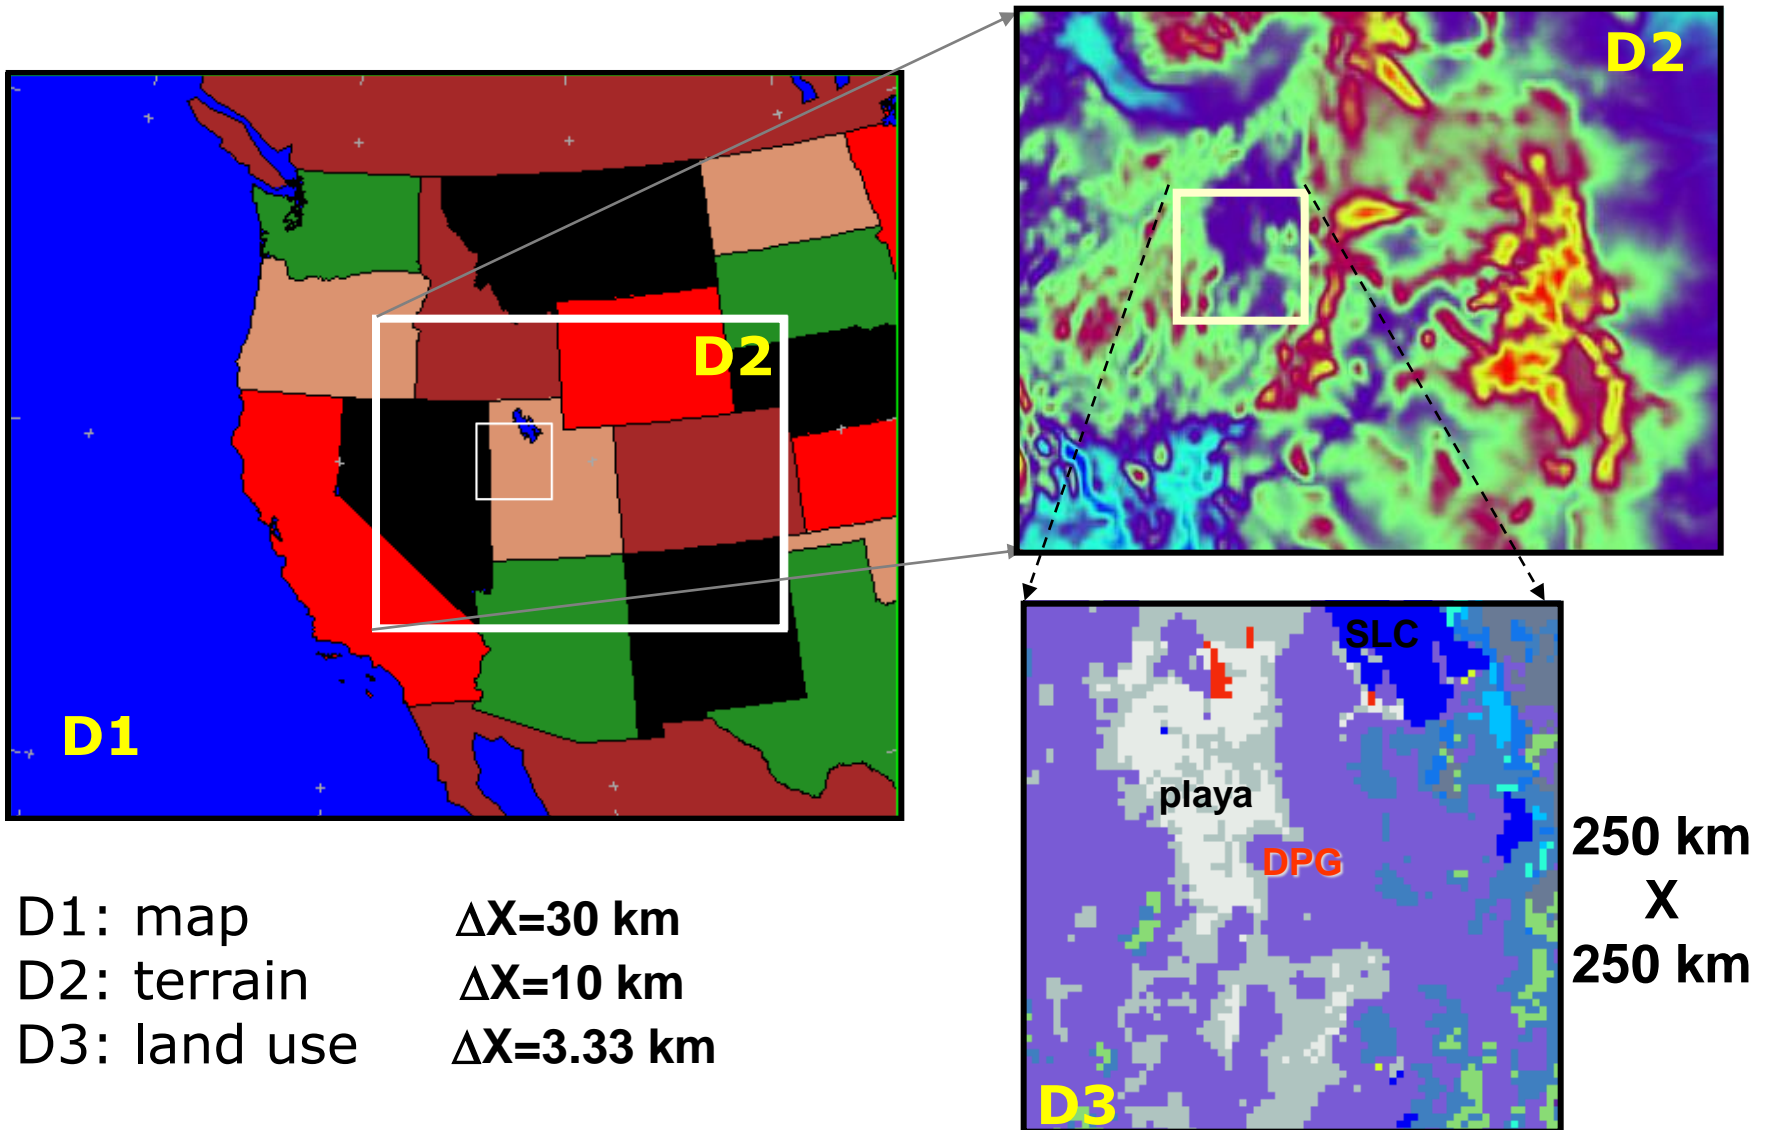 D2
D2
D1
SLC
playa
DPG
D3
250 km
X
250 km
D1: map ΔX=30 km
D2: terrain ΔX=10 km
D3: land use ΔX=3.33 km